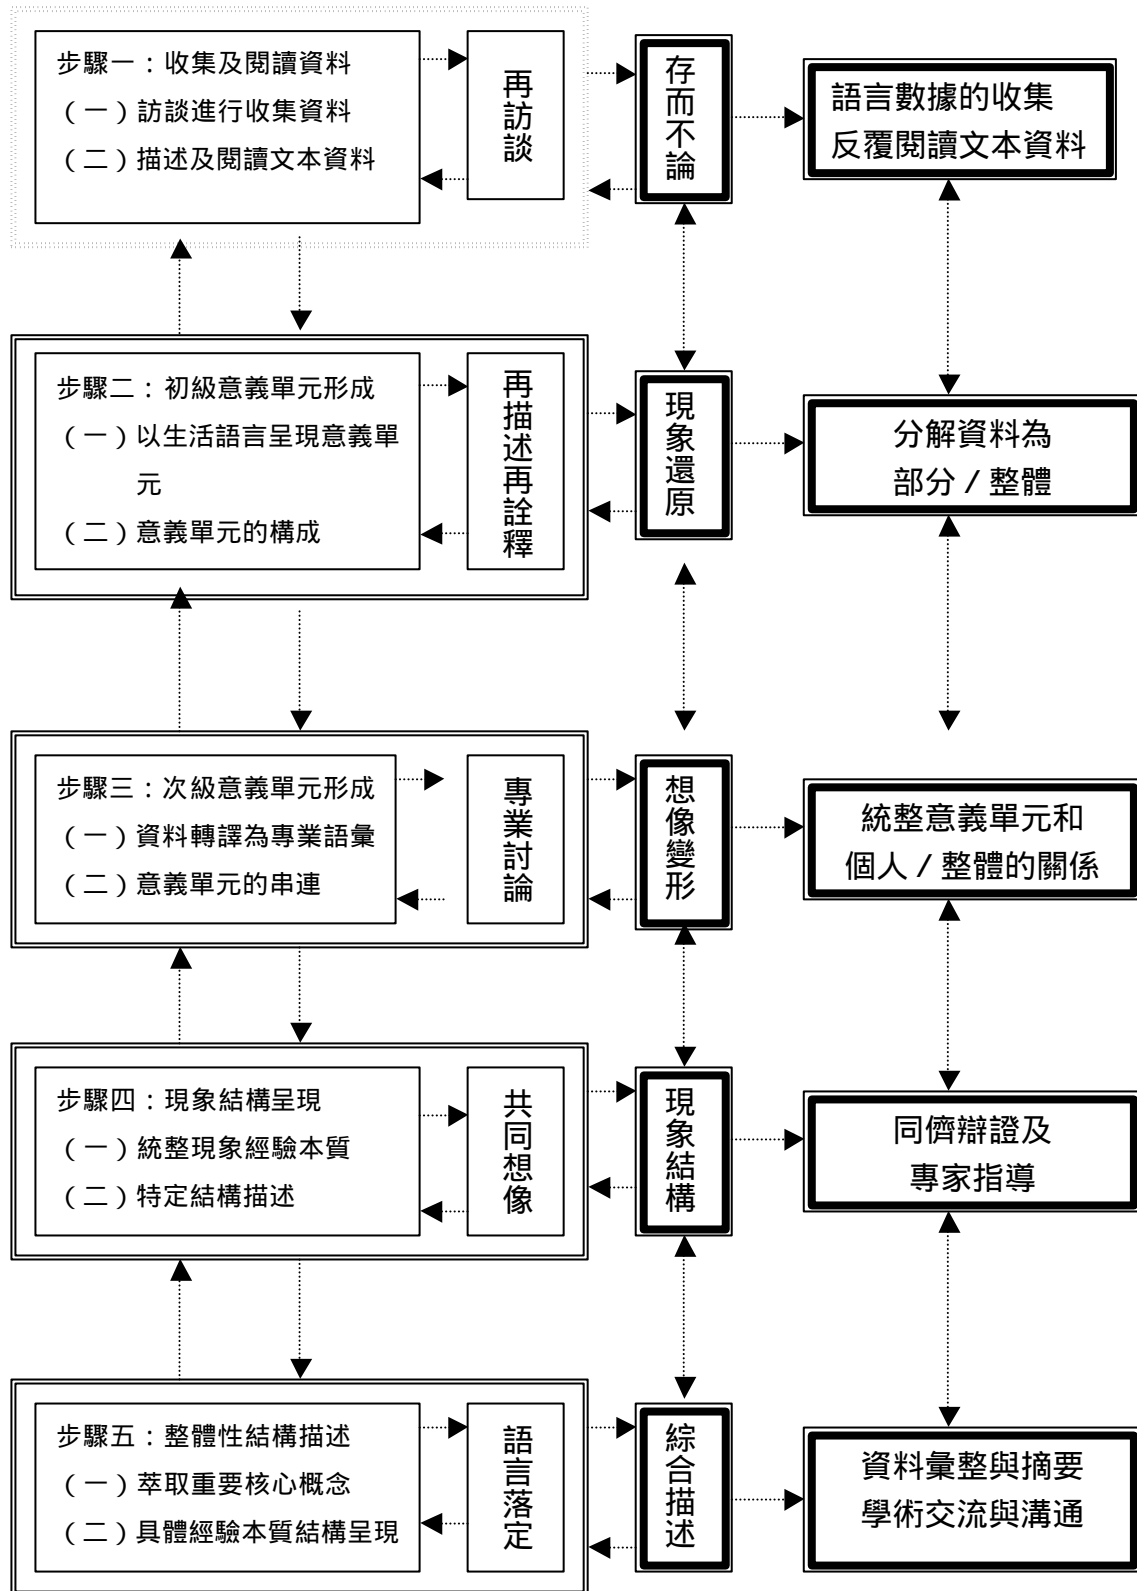 步驟一：收集及閱讀資料
（一）訪談進行收集資料
（二）描述及閱讀文本資料
再訪談
存而不論
語言數據的收集
反覆閱讀文本資料
步驟二：初級意義單元形成
（一）以生活語言呈現意義單
元
（二）意義單元的構成
再描述再詮釋
現象還原
分解資料為
部分／整體
步驟三：次級意義單元形成
（一）資料轉譯為專業語彙
（二）意義單元的串連
專業討論
想像變形
統整意義單元和
個人／整體的關係
步驟四：現象結構呈現
（一）統整現象經驗本質
（二）特定結構描述
共同想像
現象結構
同儕辯證及
專家指導
步驟五：整體性結構描述
（一）萃取重要核心概念
（二）具體經驗本質結構呈現
語言落定
綜合描述
資料彙整與摘要
學術交流與溝通